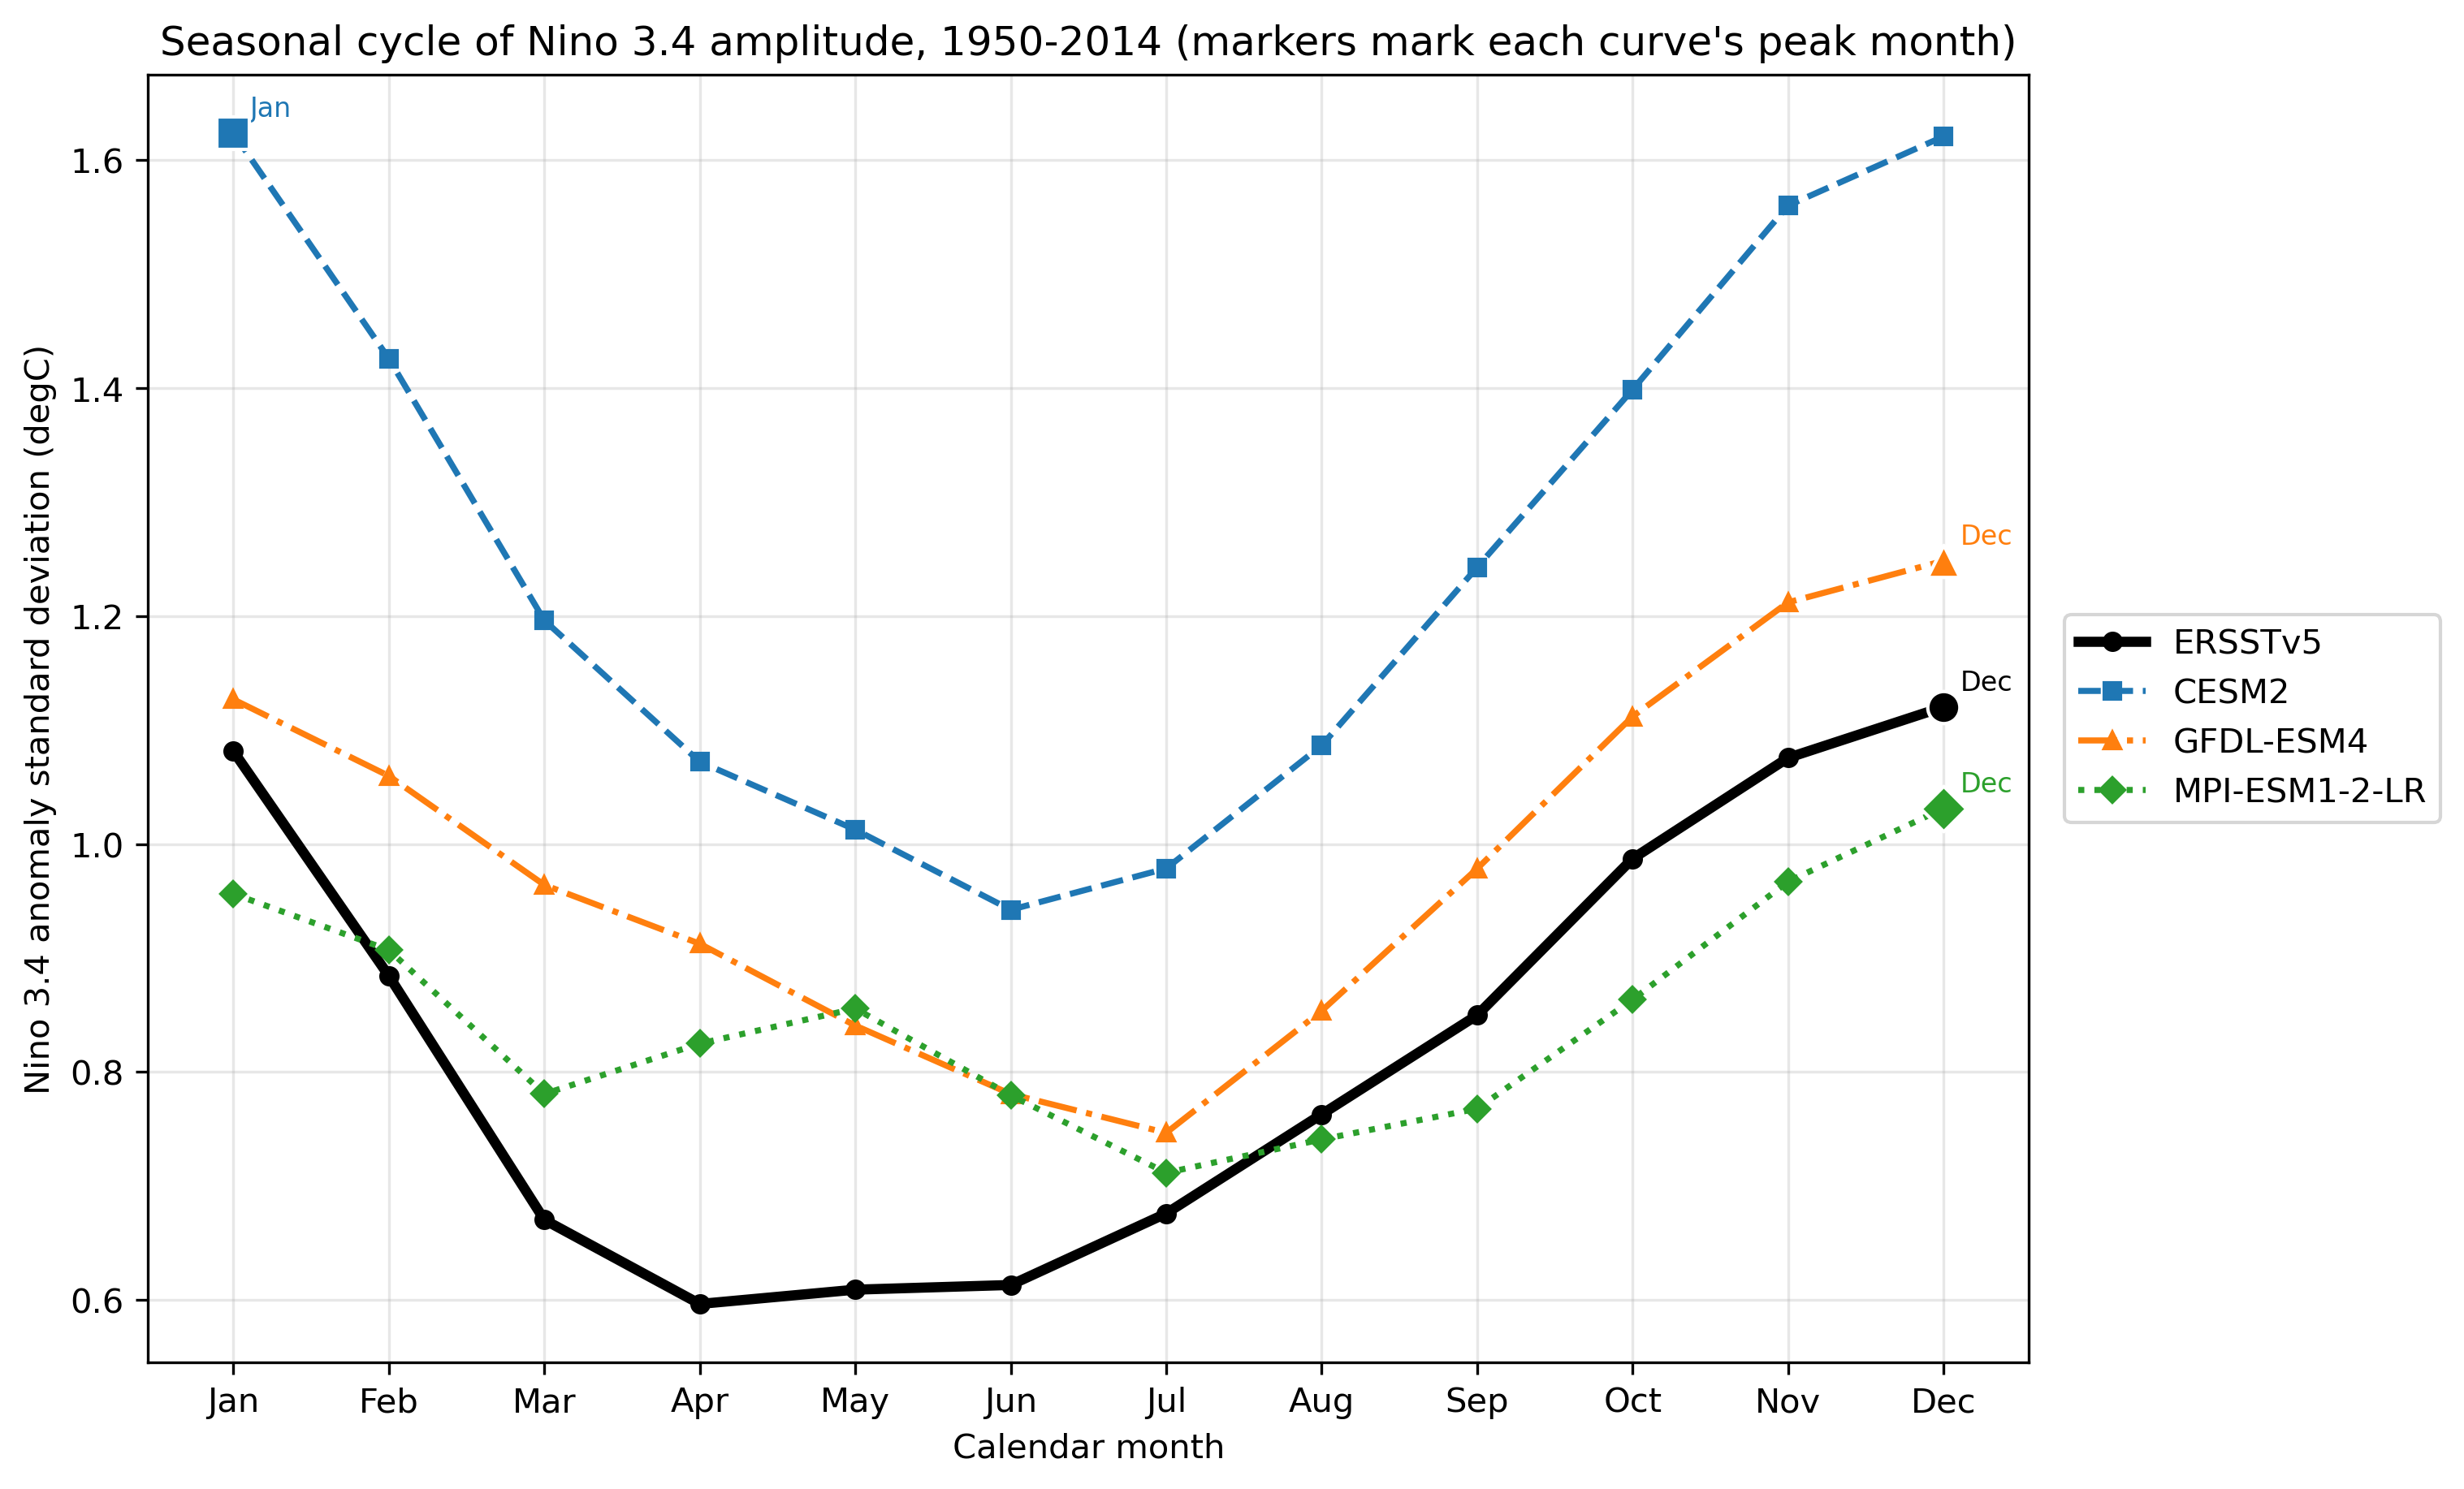 Seasonal cycle of Nino 3.4 amplitude, 1950-2014 (markers mark each curve's peak month)
Nino 3.4 anomaly standard deviation (degC)
1.6
1.4
1.2
1.0
0.8
0.6
Jan
Dec
Dec
Dec
Jan
Feb
Mar
Apr
May
Jun
Jul
Aug
Sep
Oct
Nov
Dec
Calendar month
ERSSTv5
CESM2
GFDL-ESM4
MPI-ESM1-2-LR